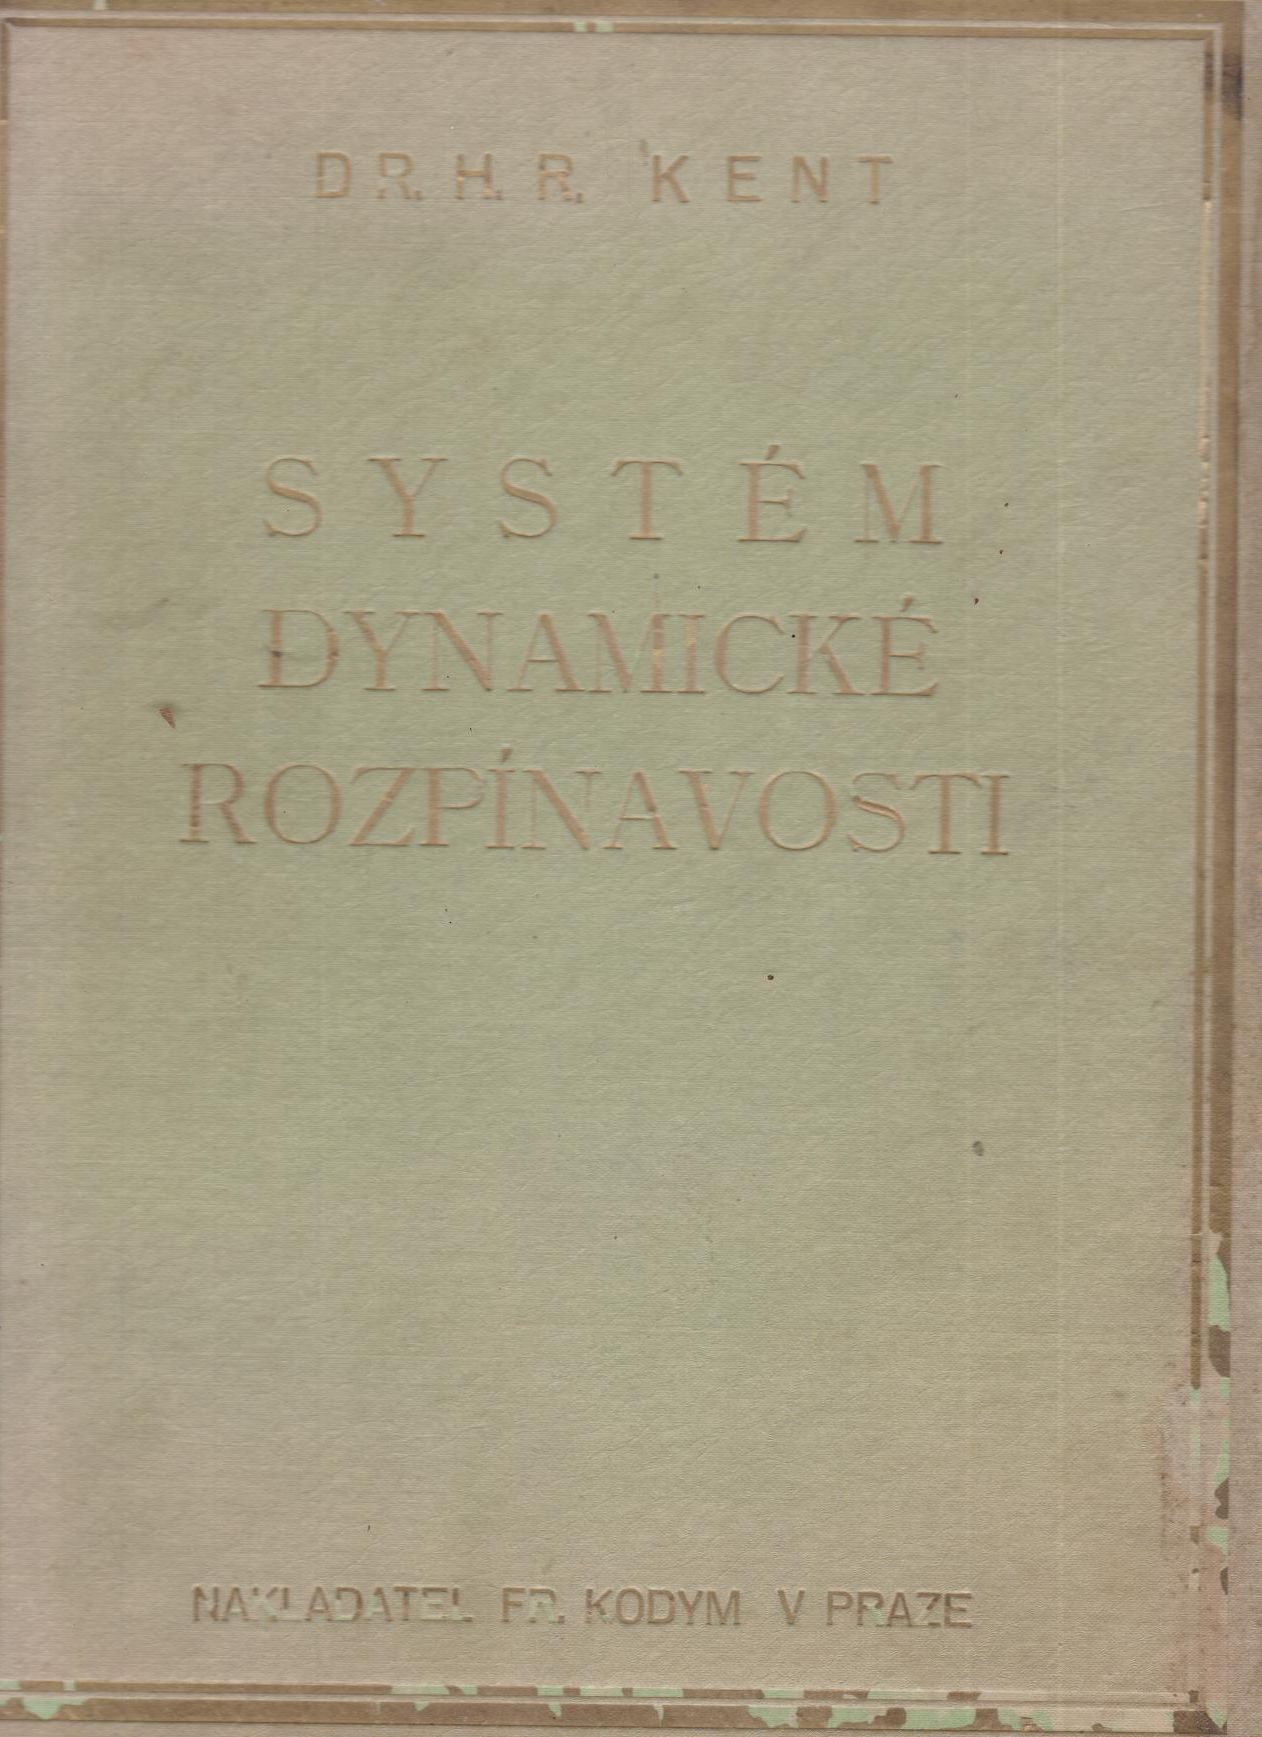 DR. H. R. KENT
SYSTÉM
DYNAMICKÉ
ROZPÍNAVOSTI
NAKLADATEL FR. KODYM V PRAZE